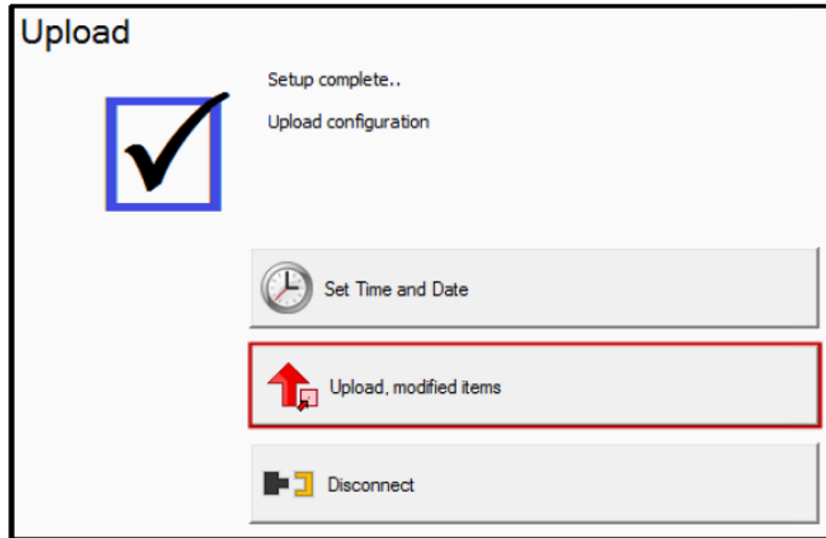 Upload
Setup complete..
Upload configuration
Set Time and Date
Upload, modified items
Disconnect